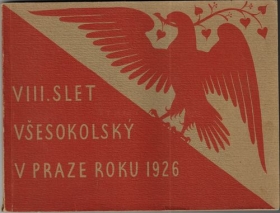 VIII. SLET
VŠESOKOLSKÝ
V PRAZE ROKU 1926